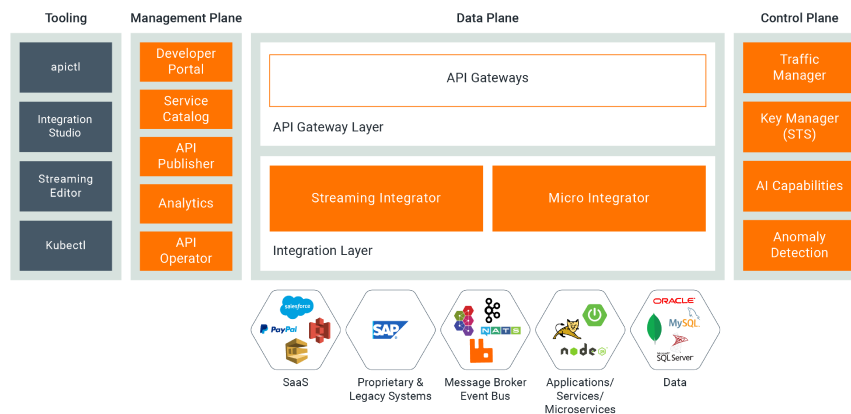 Tooling
Management Plane
Data Plane
Control Plane
apictl
Integration
Studio
Streaming
Editor
Kubectl
Developer
Portal
Service
Catalog
API
Publisher
Analytics
API
Operator
API Gateways
API Gateway Layer
Streaming Integrator
Micro Integrator
Integration Layer
Traffic
Manager
Key Manager
(STS)
AI Capabilities
Anomaly
Detection
salesforce
PayPal
SAP
NATS
node
ORACLE
MySQL
SQL Server
SaaS
Proprietary &
Legacy Systems
Message Broker
Event Bus
Applications/
Services/
Microservices
Data